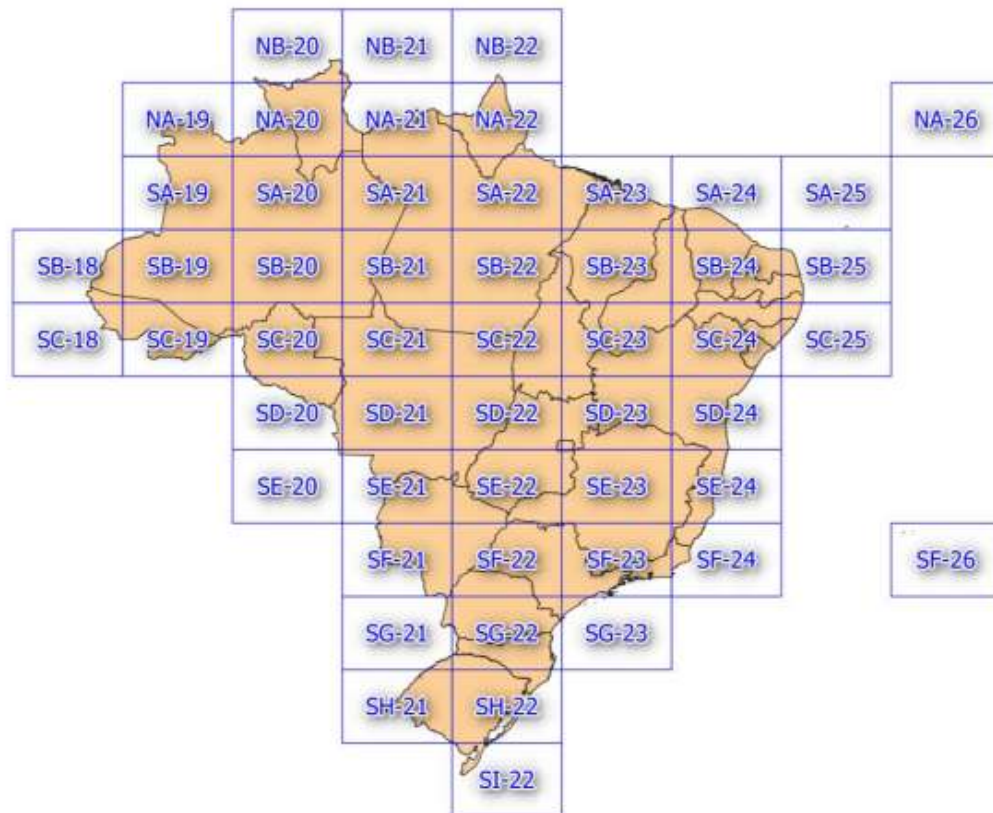 NB-20 NB-21 NB-22
NA-19 NA-20 NA-21 NA-22 NA-26
SA-19 SA-20 SA-21 SA-22 SA-23 SA-24 SA-25
SB-18 SB-19 SB-20 SB-21 SB-22 SB-23 SB-24 SB-25
SC-18 SC-19 SC-20 SC-21 SC-22 SC-23 SC-24 SC-25
SD-20 SD-21 SD-22 SD-23 SD-24
SE-20 SE-21 SE-22 SE-23 SE-24
SF-21 SF-22 SF-23 SF-24 SF-26
SG-21 SG-22 SG-23
SH-21 SH-22
SI-22